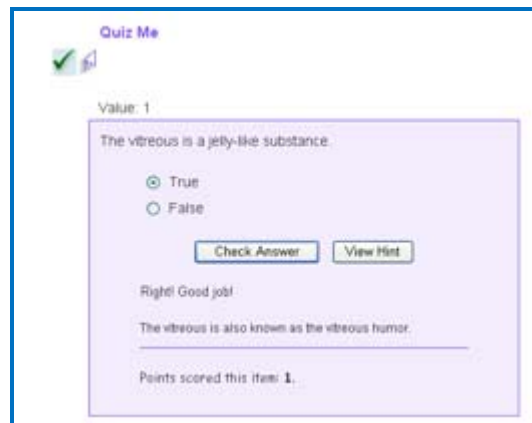 Quiz Me
Value: 1
The vitreous is a jelly-like substance.
True
False
Check Answer View Hint
Right! Good job!
The vitreous is also known as the vitreous humor.
Points scored this item: 1.